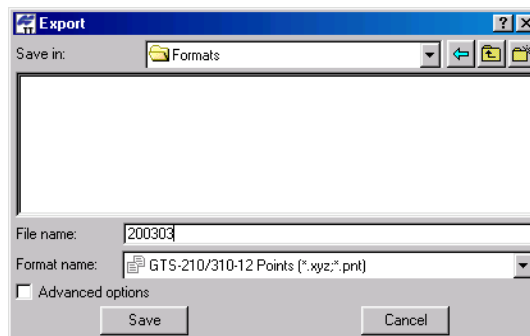 Export
Save in: Formats
File name: 200303
Format name: GTS-210/310-12 Points (*.xyz;*.pnt)
Advanced options
Save Cancel